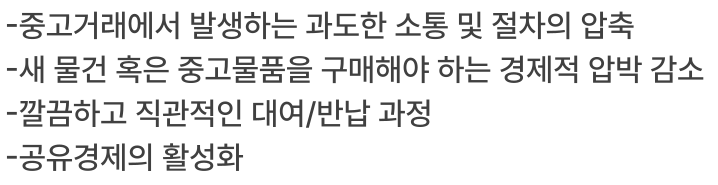 -중고거래에서 발생하는 과도한 소통 및 절차의 압축
-새 물건 혹은 중고물품을 구매해야 하는 경제적 압박 감소
-깔끔하고 직관적인 대여/반납 과정
-공유경제의 활성화